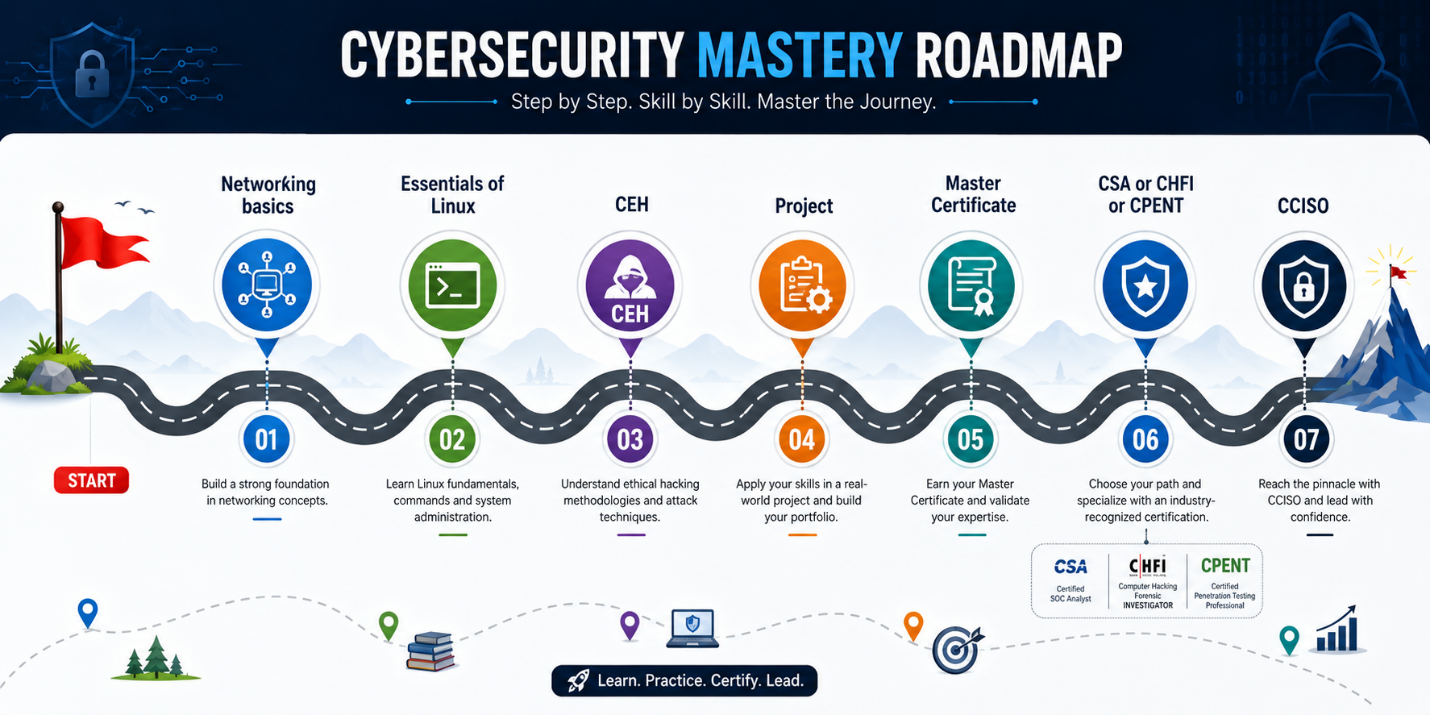 CYBERSECURITY MASTERY ROADMAP
Step by Step. Skill by Skill. Master the Journey.
Networking
basics
Essentials of
Linux
CEH
Project
Master
Certificate
CSA or CHFI
or CPENT
CCISO
CEH
START
01
Build a strong foundation
in networking concepts.
02
Learn Linux fundamentals,
commands and system
administration.
03
Understand ethical hacking
methodologies and attack
techniques.
04
Apply your skills in a real-
world project and build
your portfolio.
05
Earn your Master
Certificate and validate
your expertise.
06
Choose your path and
specialize with an industry-
recognized certification.
07
Reach the pinnacle with
CCISO and lead with
confidence.
CSA
Certified
SOC Analyst
CHFI
Computer Hacking
Forensic
INVESTIGATOR
CPENT
Certified
Penetration Testing
Professional
Learn. Practice. Certify. Lead.